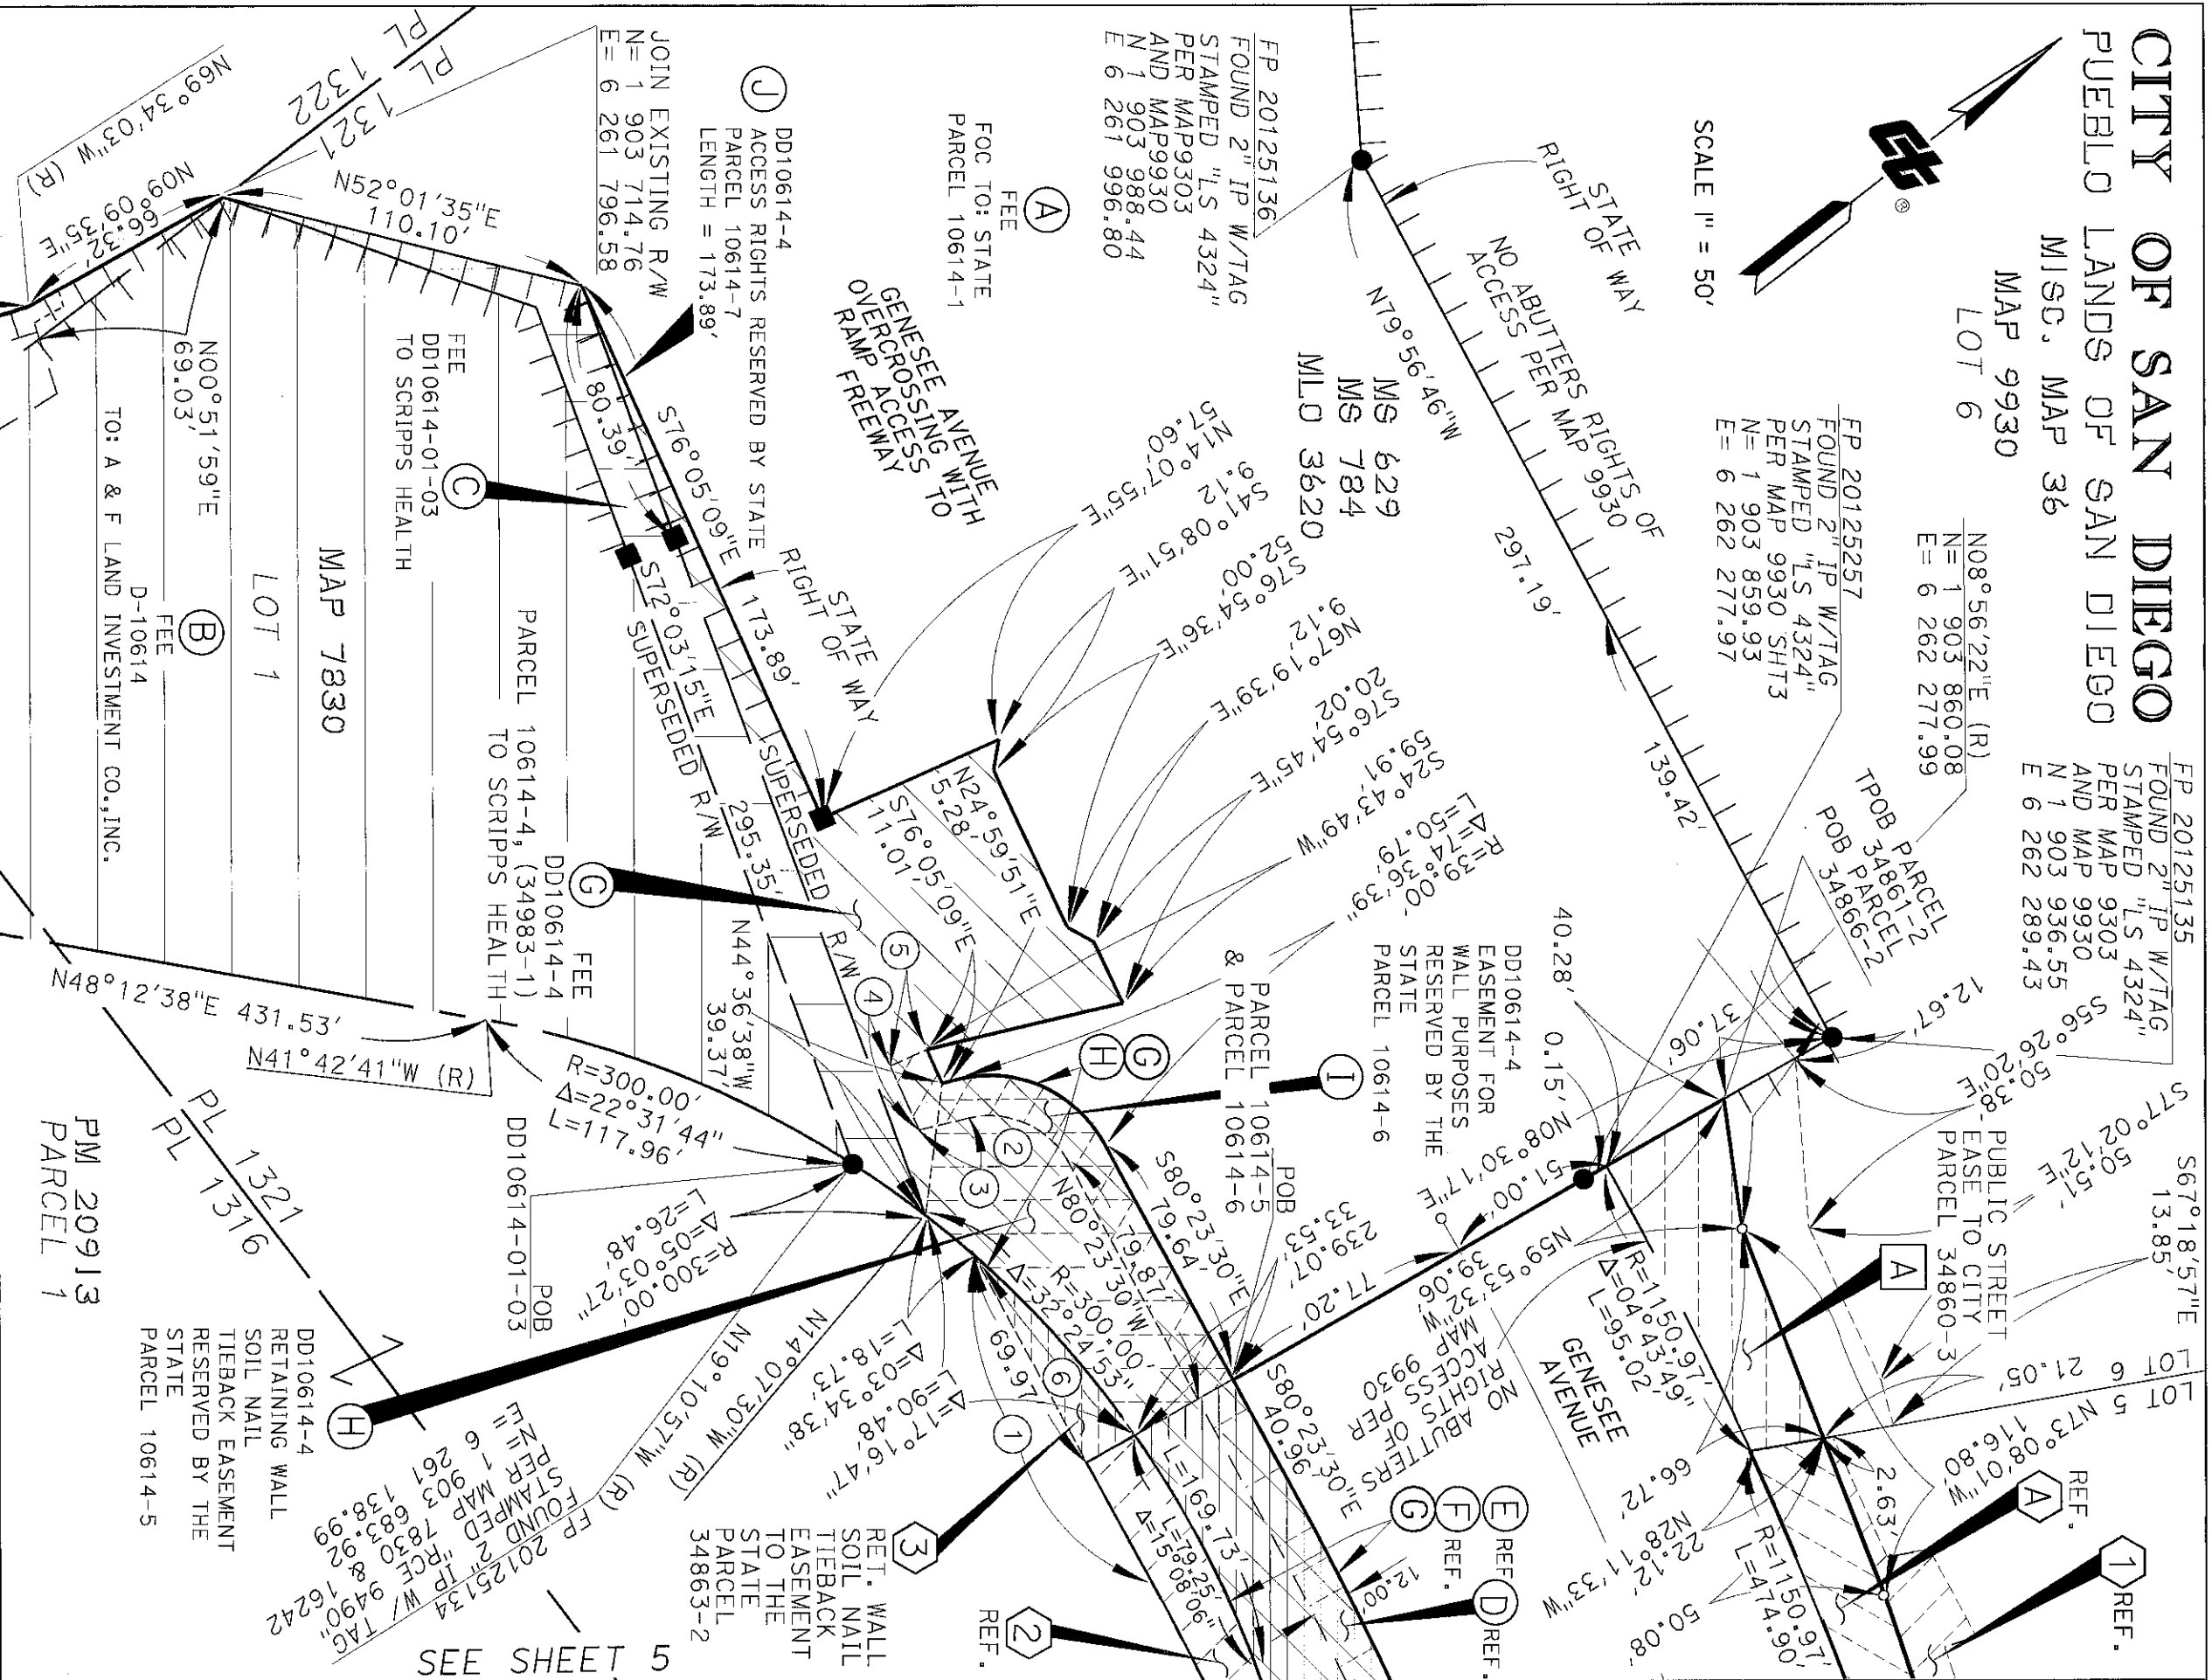 CITY OF SAN DIEGO
PUEBLO LANDS OF SAN DIEGO
MISC. MAP 36
MAP 9930
LOT 6
SCALE 1" = 50'
®
N08°56'22"E (R)
N= 1 903 860.08
E= 6 262 277.99
FP 20125257
FOUND 2" IP W/TAG
STAMPED "LS 4324"
PER MAP 9930 SHT3
N= 1 903 859.93
E= 6 262 277.97
FP 20125135
FOUND 2" IP W/TAG
STAMPED "LS 4324"
PER MAP 9303
AND MAP 9930
N 1 903 936.55
E 6 262 289.43
TPOB PARCEL
34861-2
POB PARCEL
34866-2
12.67'
S56°26'20"E
50.38'
S77°02'51"E
50.12'
S67°18'57"E
13.85'
PUBLIC STREET
EASE TO CITY
PARCEL 34860-3
LOT 6
LOT 5
21.05'
N73°08'01"W
116.80'
REF.
A
1 REF.
2.63'
66.72'
N28°11'33"W
22.12'
50.08'
R=1150.97'
L=474.90'
A
R=1150.97'
Δ=04°43'49"
L=95.02'
GENESEE
AVENUE
NO ABUTTERS
RIGHTS OF
ACCESS PER
MAP 9930
N59°53'32"W
39.06'
STATE
RIGHT OF WAY
NO ABUTTERS RIGHTS OF
ACCESS PER MAP 9930
N79°56'46"W
297.19'
139.42'
FP 20125136
FOUND 2" IP W/TAG
STAMPED "LS 4324"
PER MAP9303
AND MAP9930
N 1 903 988.44
E 6 261 996.80
MS 629
MS 784
MLO 3620
A
FEE
FOC TO: STATE
PARCEL 10614-1
GENESEE AVENUE
OVERCROSSING WITH
RAMP ACCESS TO
FREEWAY
N14°07'55"E
57.60'
S41°08'51"E
9.12'
S76°54'36"E
52.00'
N67°19'39"E
9.12'
S76°54'45"E
20.02'
S24°43'49"W
59.91'
R=39.00'
Δ=74°36'39"
L=50.79'
40.28'
0.15'
37.06'
N08°30'17"E
51.00'
239.07'
33.53'
77.20'
DD10614-4
EASEMENT FOR
WALL PURPOSES
RESERVED BY THE
STATE
PARCEL 10614-6
I
POB
PARCEL 10614-5
& PARCEL 10614-6
G
H
S80°23'30"E
79.64'
S80°23'30"E
40.96'
79.87'
N80°23'30"W
R=300.00'
Δ=32°24'53"
L=169.73'
69.97'
L=79.25'
Δ=15°08'06"
12.00'
E REF.
F REF.
G
D REF.
J
DD10614-4
ACCESS RIGHTS RESERVED BY STATE
PARCEL 10614-7
LENGTH = 173.89'
JOIN EXISTING R/W
N= 1 903 714.76
E= 6 261 796.58
STATE
RIGHT OF WAY
S76°05'09"E 173.89'
80.39'
N24°59'51"E
5.28'
S76°05'09"E
11.01'
PL 1322
PL 1321
N52°01'35"E
110.10'
N69°34'03"W (R)
N09°09'35"E
66.32'
N00°51'59"E
69.03'
FEE
DD10614-01-03
TO SCRIPPS HEALTH
C
S72°03'15"E 295.35'
SUPERSEDED R/W
SUPERSEDED R/W
MAP 7830
LOT 1
B
FEE
D-10614
TO: A & F LAND INVESTMENT CO.,INC.
G
FEE
DD10614-4
PARCEL 10614-4, (34983-1)
TO SCRIPPS HEALTH
N44°36'38"W
39.37'
5
4
2
3
6
1
N48°12'38"E 431.53'
N41°42'41"W (R)
R=300.00'
Δ=22°31'44"
L=117.96'
POB
DD10614-01-03
R=300.00'
Δ=05°03'27"
L=26.48'
Δ=03°34'38"
L=18.73'
Δ=17°16'47"
L=90.48'
N14°07'30"W (R)
N19°10'57"W (R)
PL 1321
PL 1316
PM 20913
PARCEL 1
H
DD10614-4
RETAINING WALL
SOIL NAIL
TIEBACK EASEMENT
RESERVED BY THE
STATE
PARCEL 10614-5
FP 20125134
FOUND 2" IP W/ TAG
STAMPED "RCE 9490"
PER MAP 7830 & 16242
N= 1 903 683.92
E= 6 261 138.99
3
RET. WALL
SOIL NAIL
TIEBACK
EASEMENT
TO THE
STATE
PARCEL
34863-2
2
REF.
SEE SHEET 5